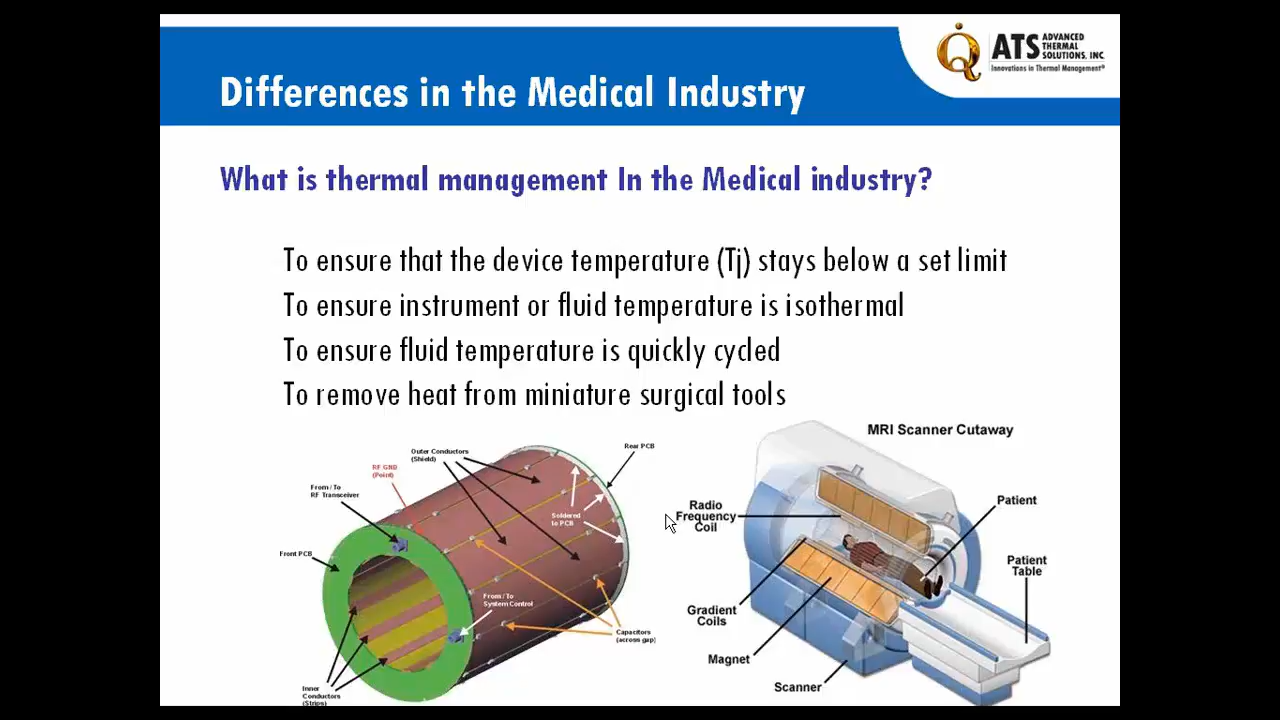 ATS ADVANCED
THERMAL
SOLUTIONS, INC.
Innovations in Thermal Management®
Differences in the Medical Industry
What is thermal management In the Medical industry?
To ensure that the device temperature (Tj) stays below a set limit
To ensure instrument or fluid temperature is isothermal
To ensure fluid temperature is quickly cycled
To remove heat from miniature surgical tools
Outer Conductors
(Shield)
Rear PCB
RF GND
(Point)
From / To
RF Transceiver
Soldered
to PCB
Front PCB
From / To
System Control
Capacitors
(across gap)
Inner
Conductors
(Strips)
MRI Scanner Cutaway
Radio
Frequency
Coil
Patient
Patient
Table
Gradient
Coils
Magnet
Scanner